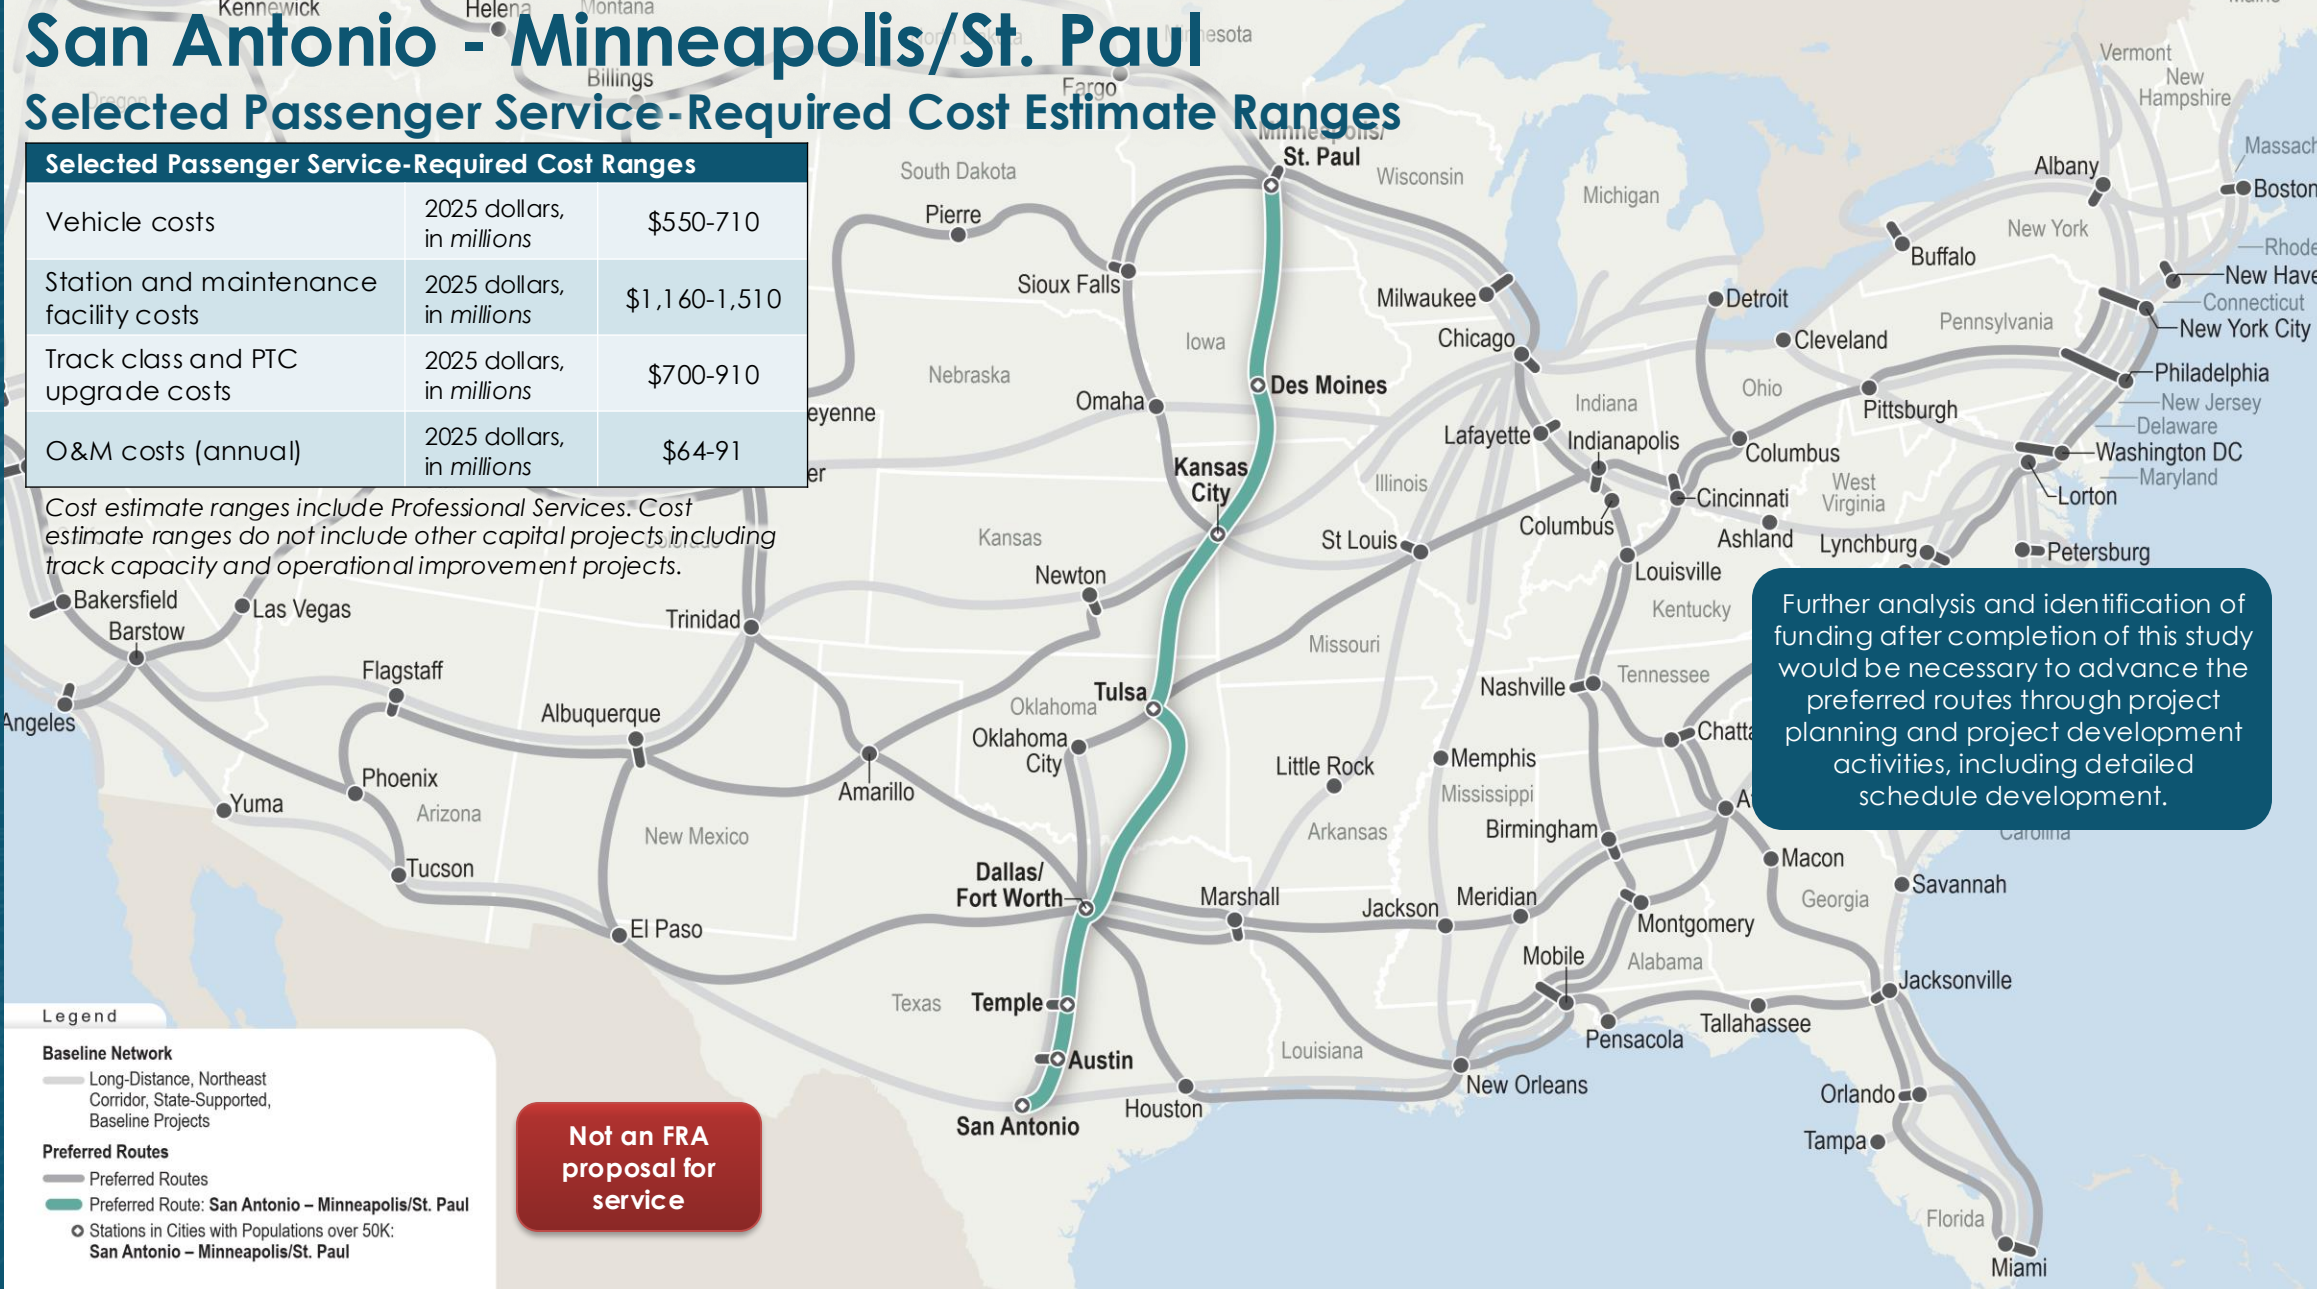 San Antonio - Minneapolis/St. Paul
Selected Passenger Service-Required Cost Estimate Ranges
Selected Passenger Service-Required Cost Ranges
Vehicle costs
2025 dollars,
in millions
$550-710
Station and maintenance
facility costs
2025 dollars,
in millions
$1,160-1,510
Track class and PTC
upgrade costs
2025 dollars,
in millions
$700-910
O&M costs (annual)
2025 dollars,
in millions
$64-91
Cost estimate ranges include Professional Services. Cost
estimate ranges do not include other capital projects including
track capacity and operational improvement projects.
Kennewick
Helena
Montana
Billings
Oregon
Fargo
Minneapolis/
St. Paul
South Dakota
Pierre
Sioux Falls
Wisconsin
Michigan
Milwaukee
Chicago
Detroit
Cleveland
Iowa
Nebraska
Omaha
Des Moines
Kansas
City
Illinois
Indiana
Ohio
Lafayette
Indianapolis
Columbus
Cincinnati
Columbus
Louisville
Kentucky
West
Virginia
Ashland
Lynchburg
Petersburg
Lorton
Washington DC
Maryland
Delaware
New Jersey
Philadelphia
Pittsburgh
Pennsylvania
New York City
Connecticut
New Have
Rhode
Boston
Massach
Albany
New York
Buffalo
Vermont
New
Hampshire
Kansas
Newton
St Louis
Missouri
Trinidad
Colorado
eyenne
er
Bakersfield
Barstow
Las Vegas
Angeles
Flagstaff
Albuquerque
Phoenix
Yuma
Arizona
Tucson
New Mexico
El Paso
Amarillo
Oklahoma
Tulsa
Oklahoma
City
Little Rock
Arkansas
Memphis
Mississippi
Nashville
Tennessee
Chatta
Birmingham
Dallas/
Fort Worth
Marshall
Jackson
Meridian
Montgomery
Alabama
Mobile
Macon
Georgia
Savannah
Carolina
Jacksonville
Tallahassee
Pensacola
New Orleans
Louisiana
Houston
Texas
Temple
Austin
San Antonio
Orlando
Tampa
Florida
Miami
Further analysis and identification of
funding after completion of this study
would be necessary to advance the
preferred routes through project
planning and project development
activities, including detailed
schedule development.
Not an FRA
proposal for
service
Legend
Baseline Network
Long-Distance, Northeast
Corridor, State-Supported,
Baseline Projects
Preferred Routes
Preferred Routes
Preferred Route: San Antonio – Minneapolis/St. Paul
Stations in Cities with Populations over 50K:
San Antonio – Minneapolis/St. Paul